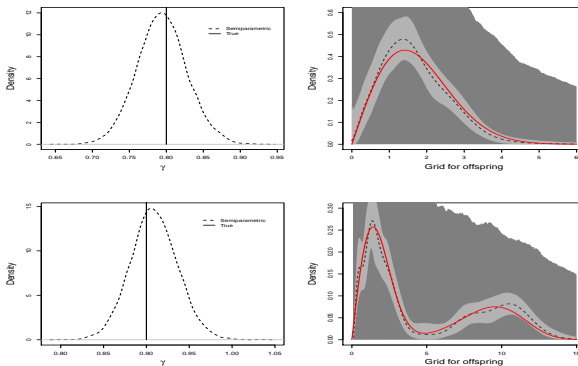 Density
12
10
8
6
4
2
0
Semiparametric
True
0.65 0.70 0.75 0.80 0.85 0.90 0.95
γ
Density
0.6
0.5
0.4
0.3
0.2
0.1
0.0
0 1 2 3 4 5 6
Grid for offspring
Density
15
10
5
0
Semiparametric
True
0.80 0.85 0.90 0.95 1.00 1.05
γ
Density
0.30
0.25
0.20
0.15
0.10
0.05
0.00
0 5 10 15
Grid for offspring